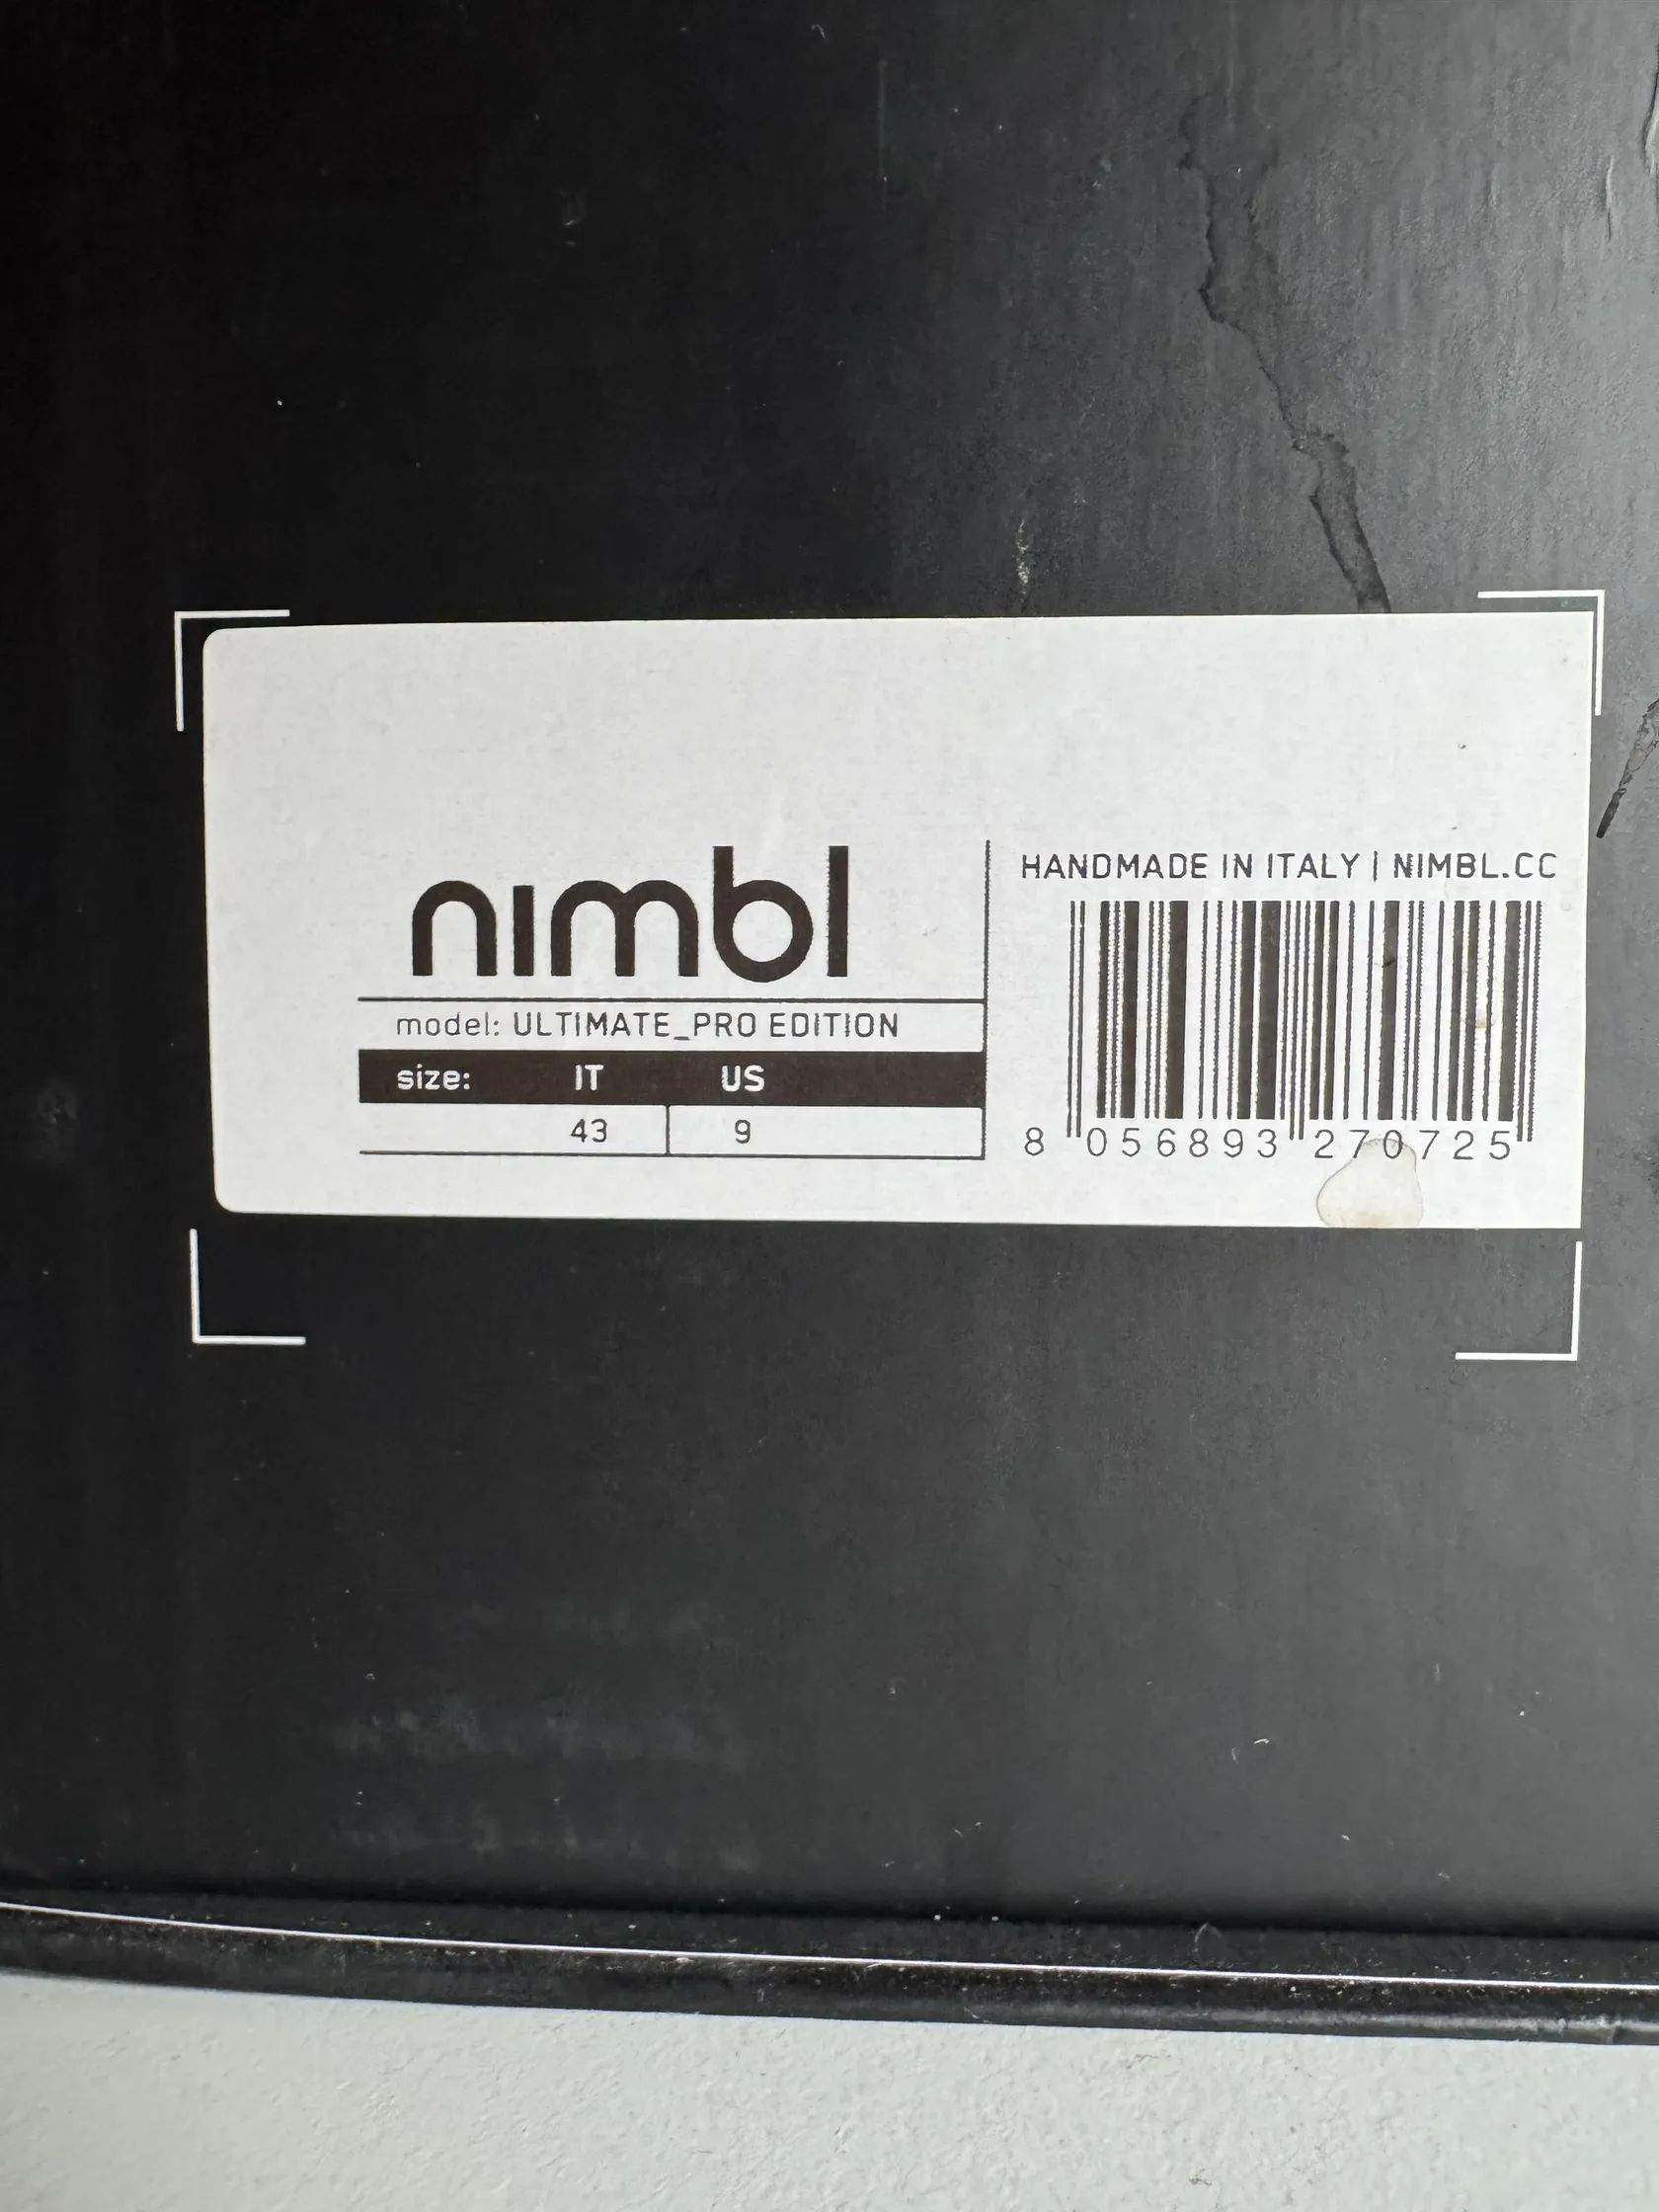 nimbl
model: ULTIMATE_PRO EDITION
size: IT US
43 9
HANDMADE IN ITALY | NIMBL.CC
8 056893 270725